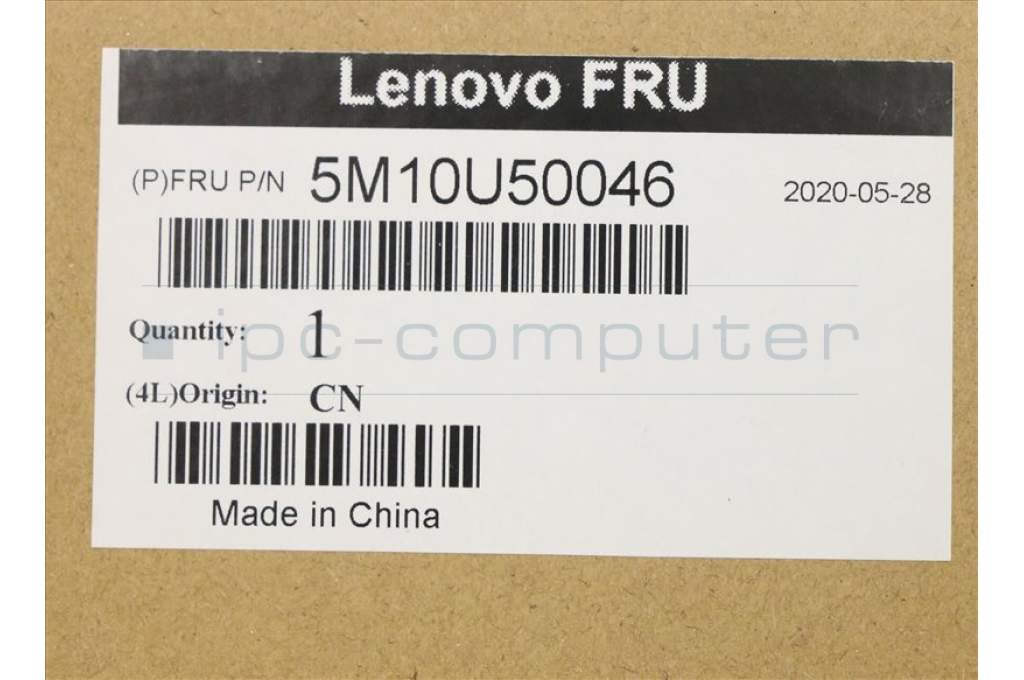 Lenovo FRU
(P)FRU P/N 5M10U50046 2020-05-28
Quantity: 1
ipc-computer
(4L)Origin: CN
Made in China